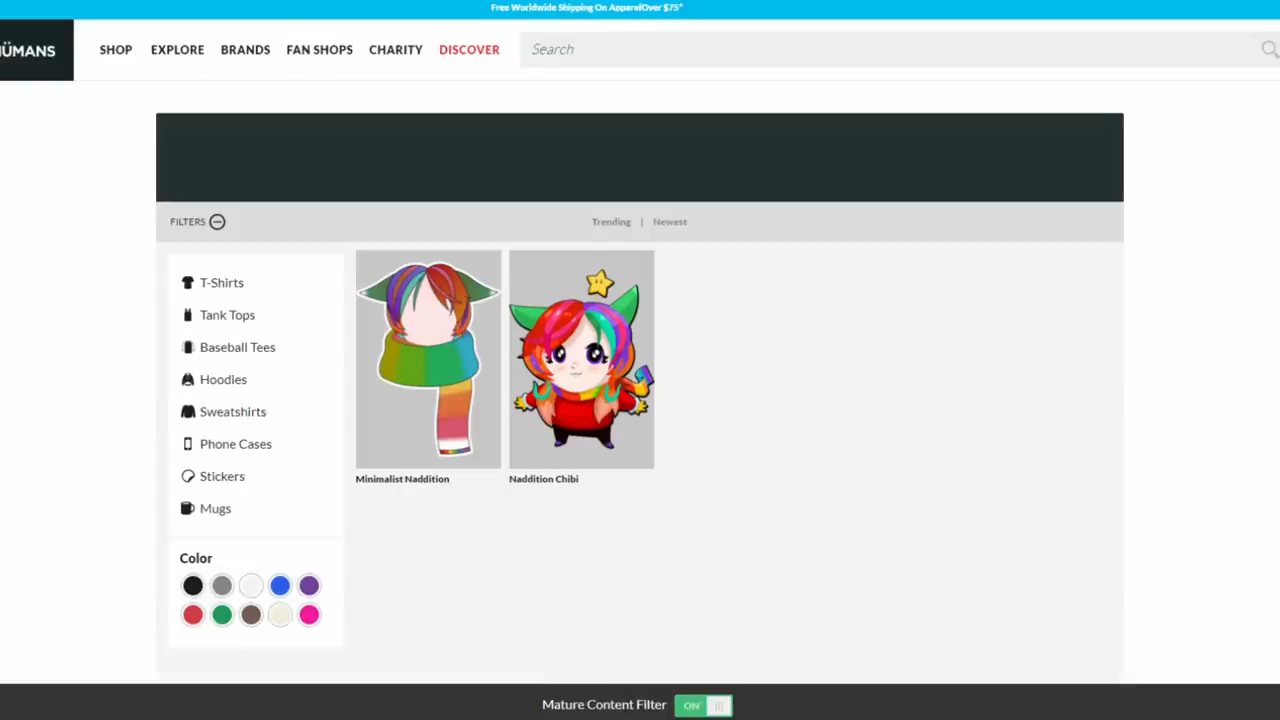 Free Worldwide Shipping On ApparelOver $75*
HÜMANS
SHOP EXPLORE BRANDS FAN SHOPS CHARITY DISCOVER Search
FILTERS Trending | Newest
T-Shirts
Tank Tops
Baseball Tees
Hoodies
Sweatshirts
Phone Cases
Stickers
Mugs
Minimalist Naddition Naddition Chibi
Color
Mature Content Filter ON